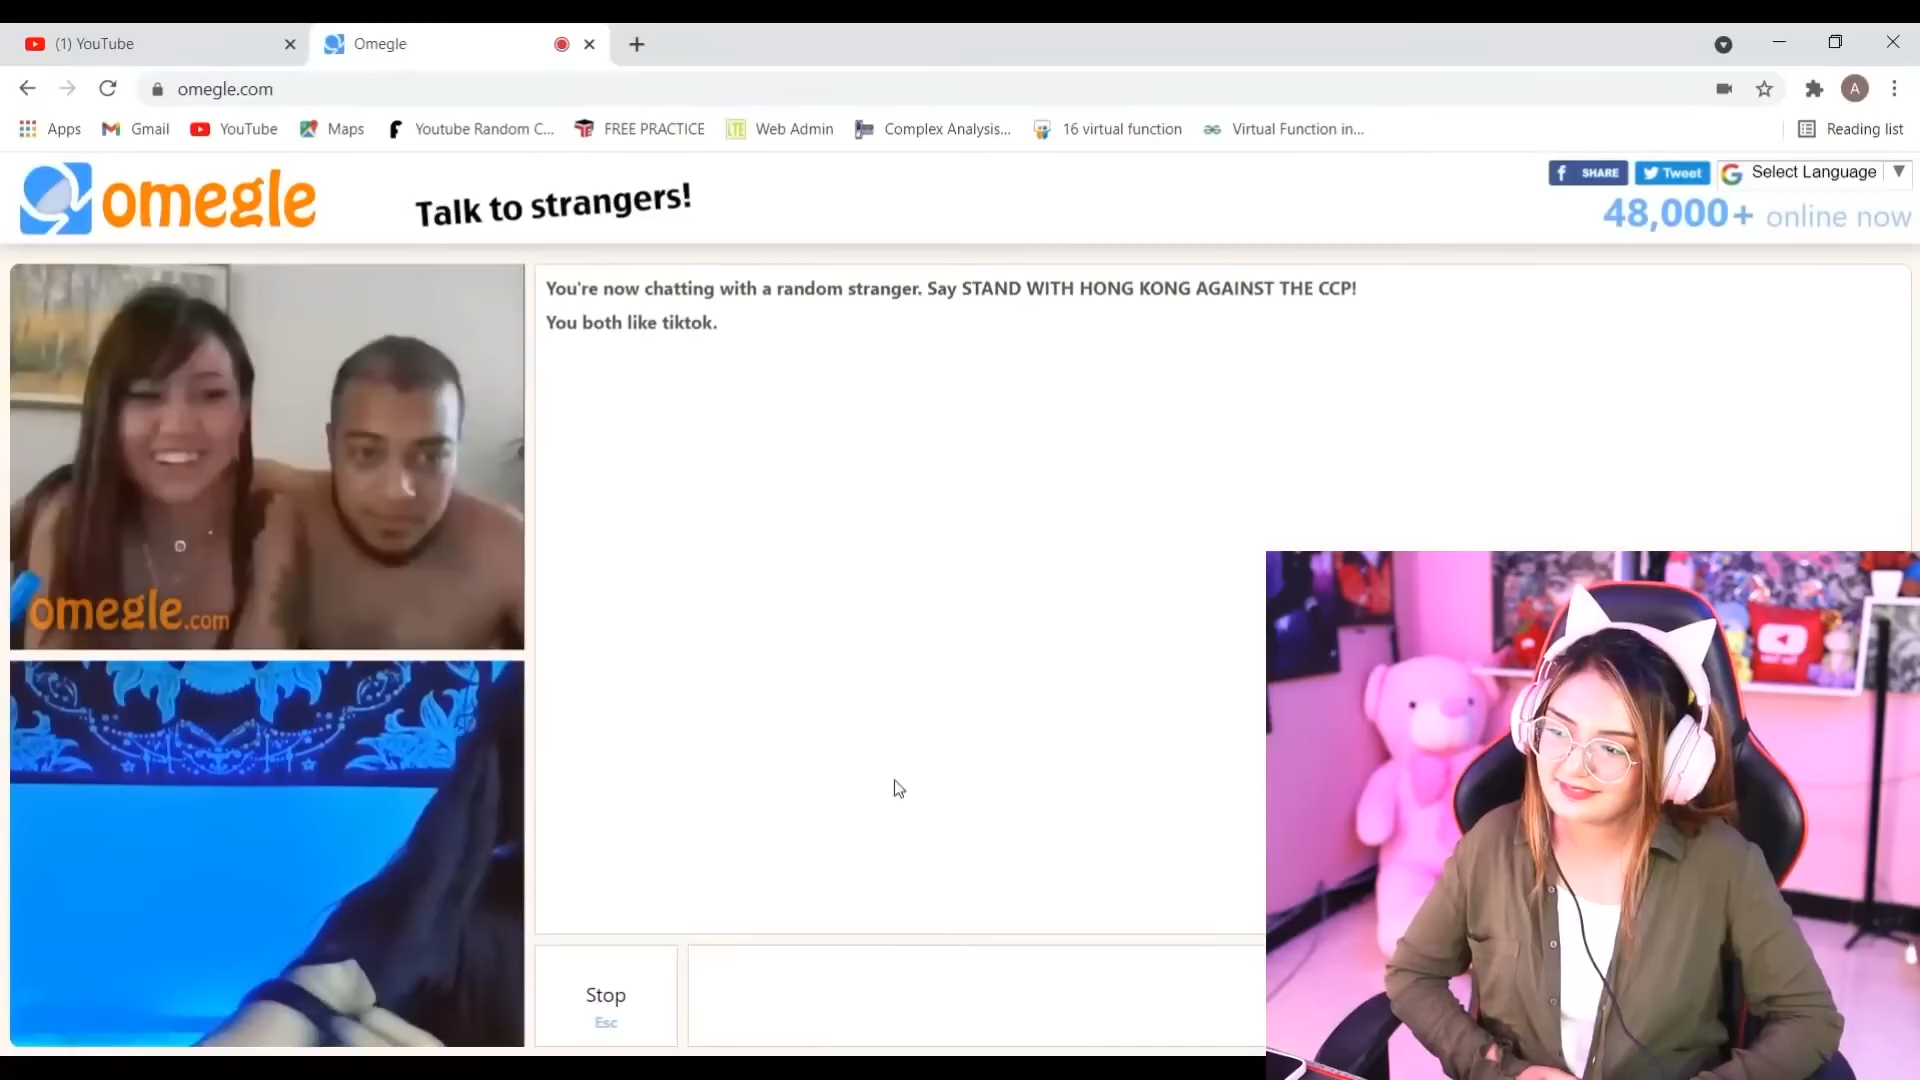 (1) YouTube
Omegle
omegle.com
Apps
Gmail
YouTube
Maps
Youtube Random C...
FREE PRACTICE
LTE
Web Admin
Complex Analysis...
16 virtual function
Virtual Function in...
Reading list
A
omegle
Talk to strangers!
SHARE
Tweet
Select Language
48,000+ online now
You're now chatting with a random stranger. Say STAND WITH HONG KONG AGAINST THE CCP!
You both like tiktok.
omegle.com
Stop
Esc